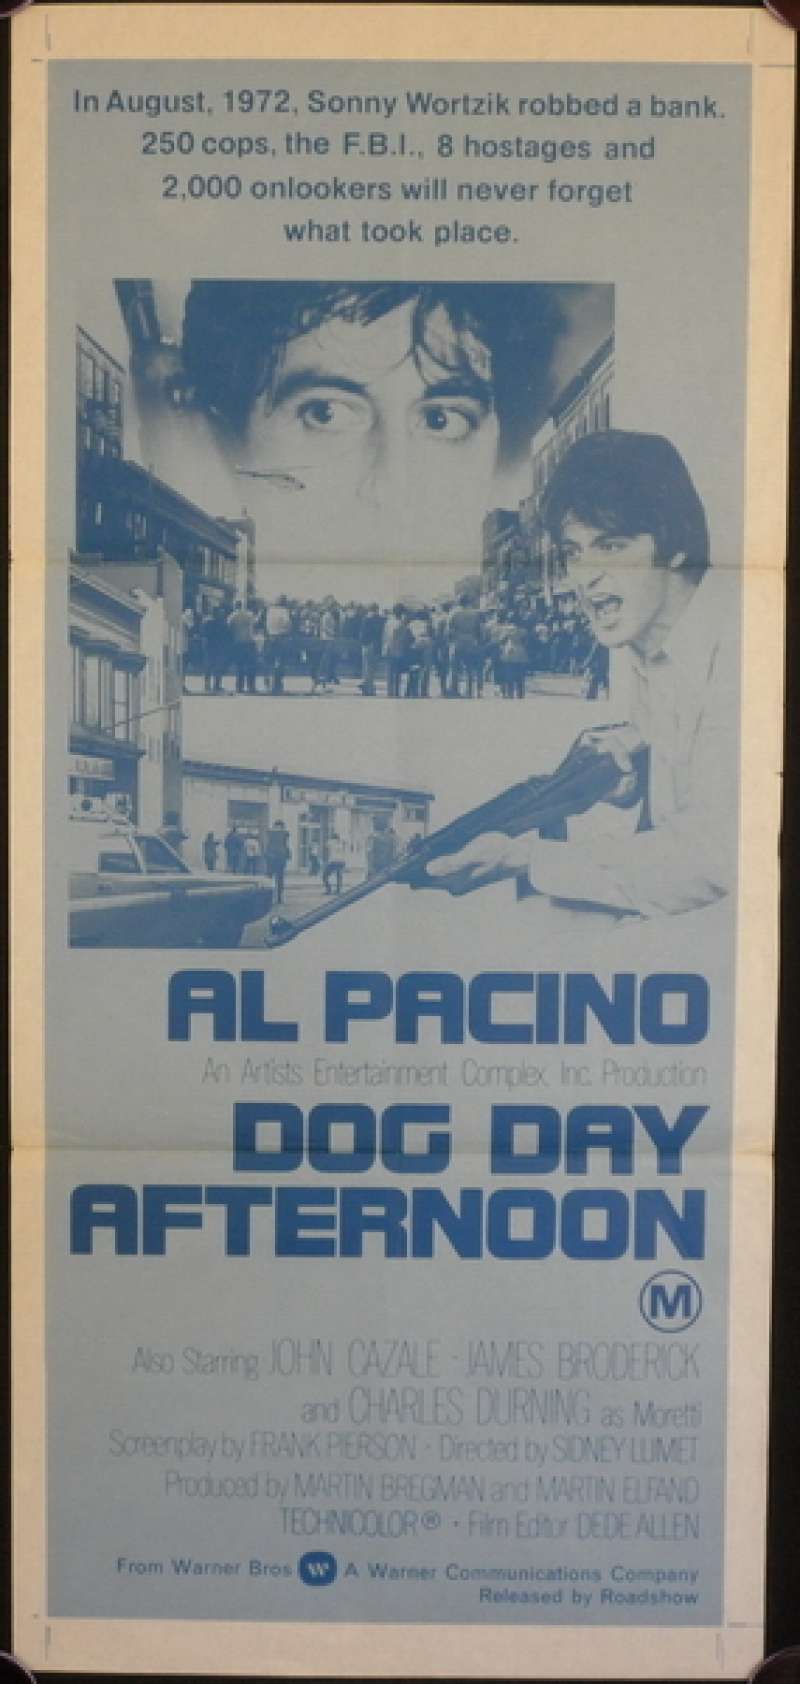 In August, 1972, Sonny Wortzik robbed a bank.
250 cops, the F.B.I., 8 hostages and
2,000 onlookers will never forget
what took place.
AL PACINO
An Artists Entertainment Complex, Inc. Production
DOG DAY
AFTERNOON
M
Also Starring JOHN CAZALE · JAMES BRODERICK
and CHARLES DURNING as Moretti
Screenplay by FRANK PIERSON · Directed by SIDNEY LUMET
Produced by MARTIN BREGMAN and MARTIN ELFAND
TECHNICOLOR® · Film Editor DEDE ALLEN
From Warner Bros W A Warner Communications Company
Released by Roadshow